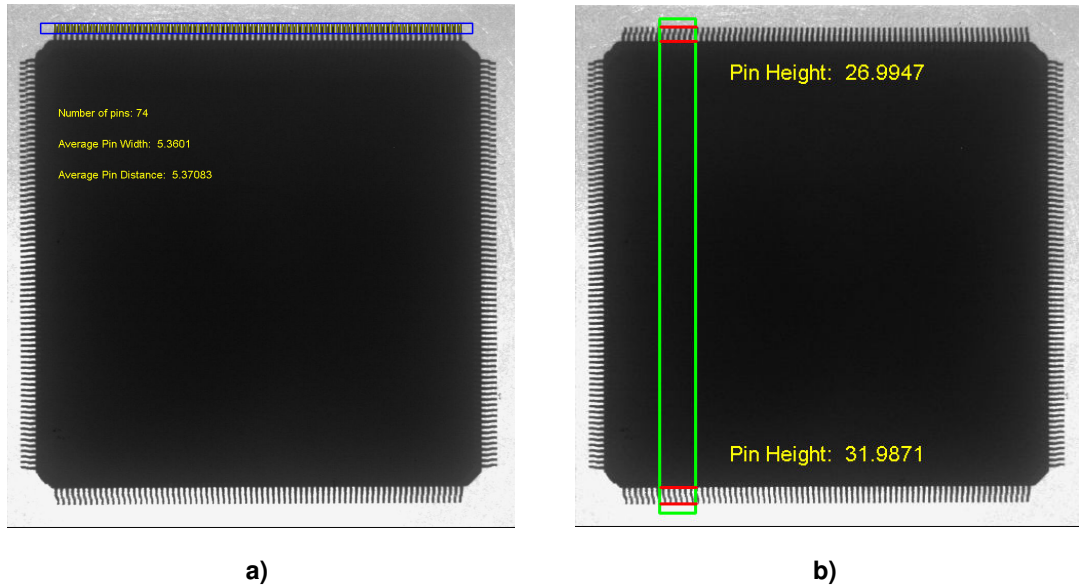 Number of pins: 74
Average Pin Width: 5.3601
Average Pin Distance: 5.37083
Pin Height: 26.9947
Pin Height: 31.9871
a)
b)